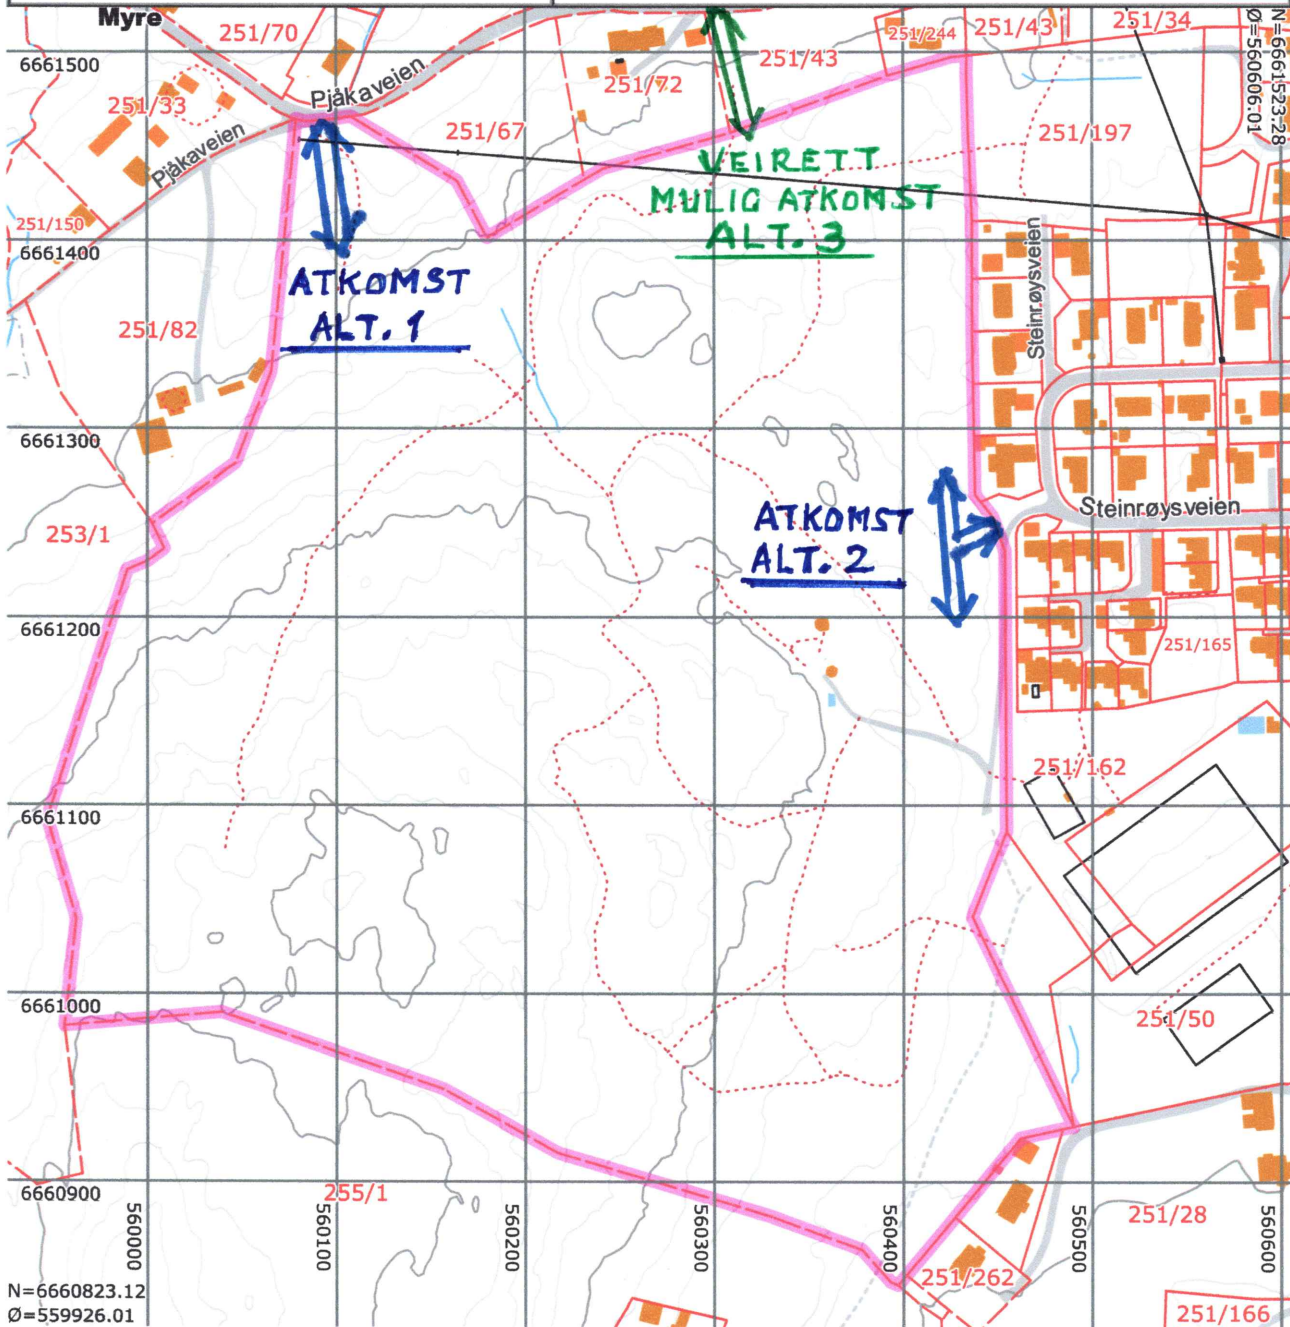 Myre
251/70
251/244
251/43
251/34
N=6661523.28
Ø=560606.01
6661500
251/43
Pjåkaveien
251/72
251/33
251/67
251/197
Pjåkaveien
VEIRETT
MULIG ATKOMST
ALT. 3
251/150
6661400
Steinrøysveien
ATKOMST
ALT. 1
251/82
6661300
Steinrøysveien
ATKOMST
ALT. 2
253/1
6661200
251/165
251/162
6661100
6661000
251/50
6660900
255/1
251/28
560000
560100
560200
560300
560400
560500
560600
251/262
N=6660823.12
Ø=559926.01
251/166